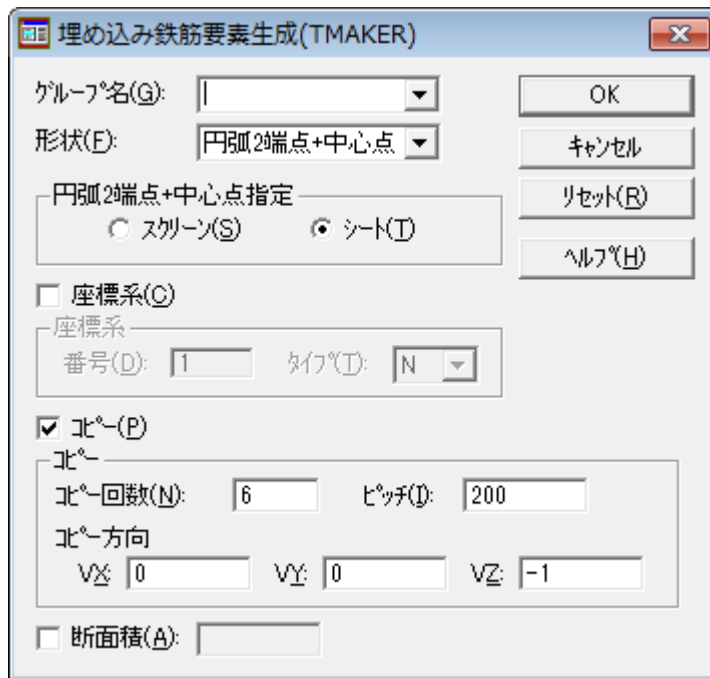 埋め込み鉄筋要素生成(TMAKER)
ｸﾞﾙｰﾌﾟ名(G):
OK
形状(F): 円弧2端点+中心点
ｷｬﾝｾﾙ
円弧2端点+中心点指定
ﾘｾｯﾄ(R)
ｽｸﾘｰﾝ(S) ｼｰﾄ(T)
ﾍﾙﾌﾟ(H)
座標系(C)
座標系
番号(D): 1 ﾀｲﾌﾟ(T): N
ｺﾋﾟｰ(P)
ｺﾋﾟｰ
ｺﾋﾟｰ回数(N): 6 ﾋﾟｯﾁ(I): 200
ｺﾋﾟｰ方向
VX: 0 VY: 0 VZ: -1
断面積(A):